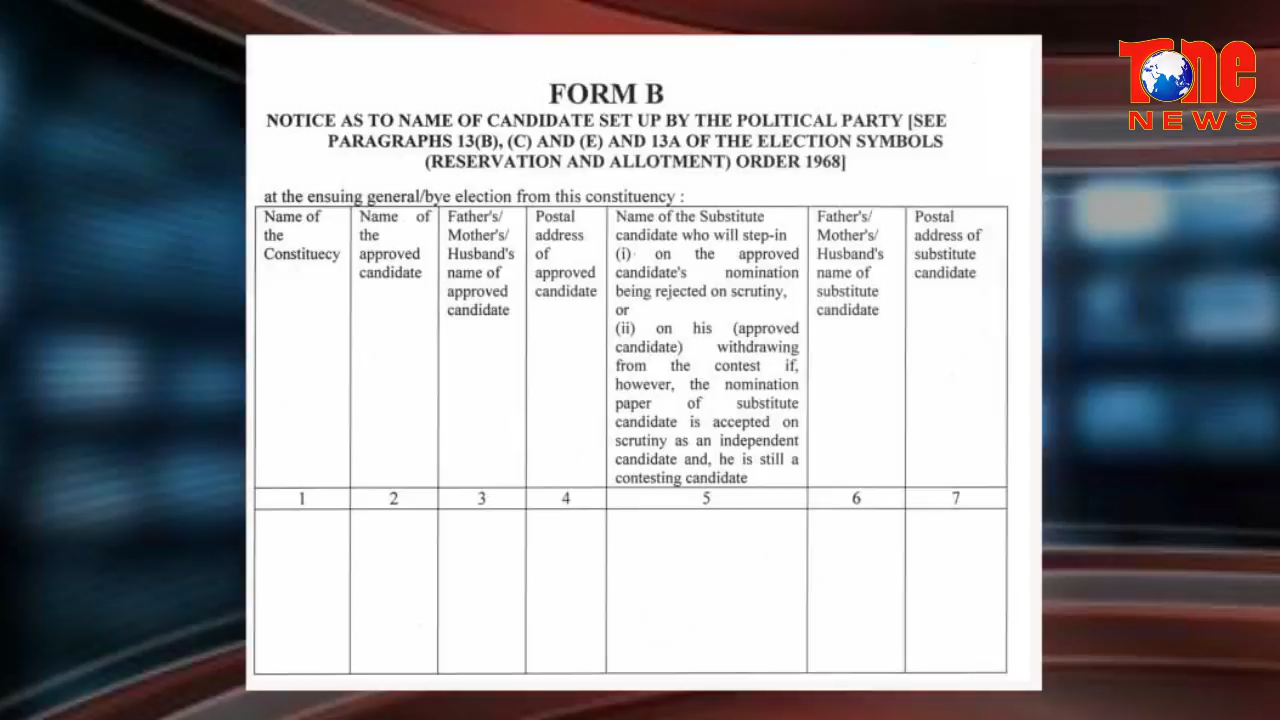 FORM B
NOTICE AS TO NAME OF CANDIDATE SET UP BY THE POLITICAL PARTY [SEE
PARAGRAPHS 13(B), (C) AND (E) AND 13A OF THE ELECTION SYMBOLS
(RESERVATION AND ALLOTMENT) ORDER 1968]
at the ensuing general/bye election from this constituency :
Name of
the
Constituecy
Name of
the
approved
candidate
Father's/
Mother's/
Husband's
name of
approved
candidate
Postal
address
of
approved
candidate
Name of the Substitute
candidate who will step-in
(i) on the approved
candidate's nomination
being rejected on scrutiny,
or
(ii) on his (approved
candidate) withdrawing
from the contest if,
however, the nomination
paper of substitute
candidate is accepted on
scrutiny as an independent
candidate and, he is still a
contesting candidate
Father's/
Mother's/
Husband's
name of
substitute
candidate
Postal
address of
substitute
candidate
1 2 3 4 5 6 7
Tone
NEWS